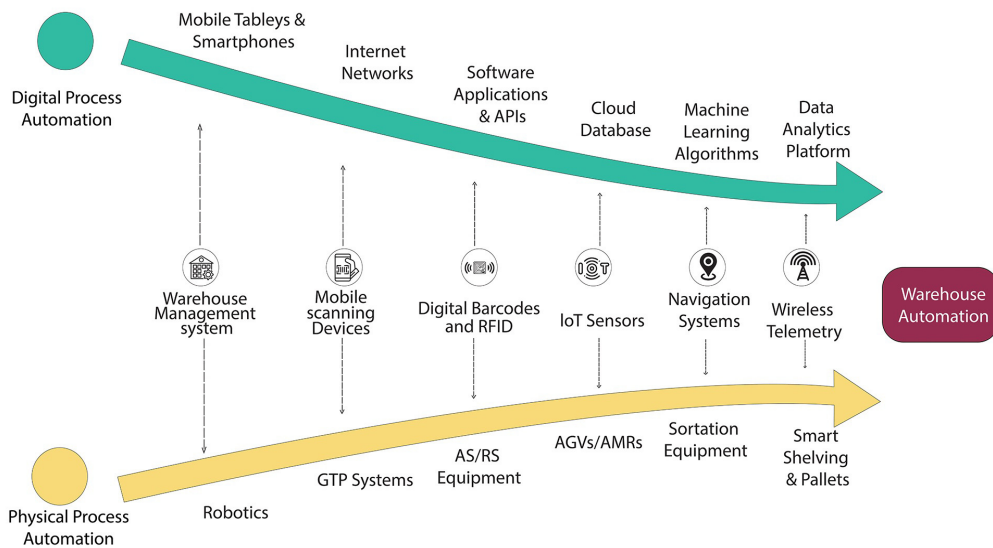 Mobile Tableys &
Smartphones
Internet
Networks
Software
Applications
& APIs
Cloud
Database
Machine
Learning
Algorithms
Data
Analytics
Platform
Digital Process
Automation
Warehouse
Management
system
Mobile
scanning
Devices
Digital Barcodes
and RFID
IOT
IoT Sensors
Navigation
Systems
Wireless
Telemetry
Warehouse
Automation
Robotics
GTP Systems
AS/RS
Equipment
AGVs/AMRs
Sortation
Equipment
Smart
Shelving
& Pallets
Physical Process
Automation